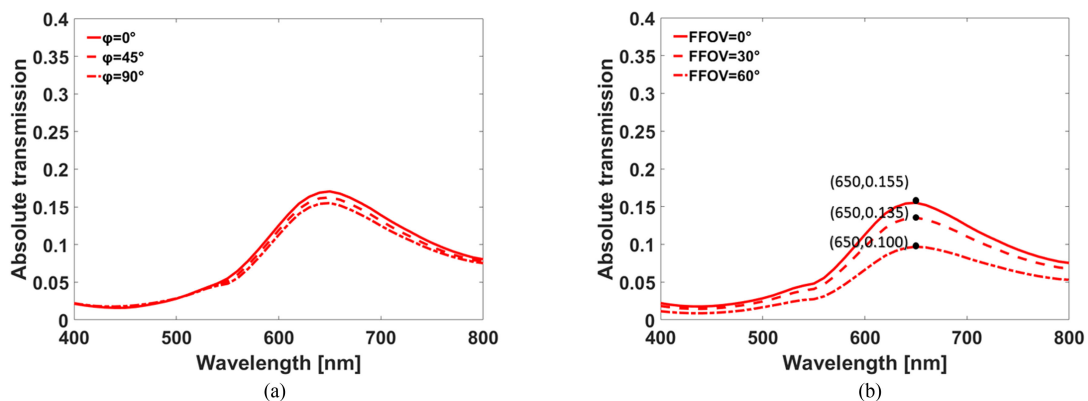 0.4
0.35
0.3
0.25
0.2
0.15
0.1
0.05
0
Absolute transmission
φ=0°
φ=45°
φ=90°
400 500 600 700 800
Wavelength [nm]
(a)
0.4
0.35
0.3
0.25
0.2
0.15
0.1
0.05
0
Absolute transmission
FFOV=0°
FFOV=30°
FFOV=60°
(650,0.155)
(650,0.135)
(650,0.100)
400 500 600 700 800
Wavelength [nm]
(b)